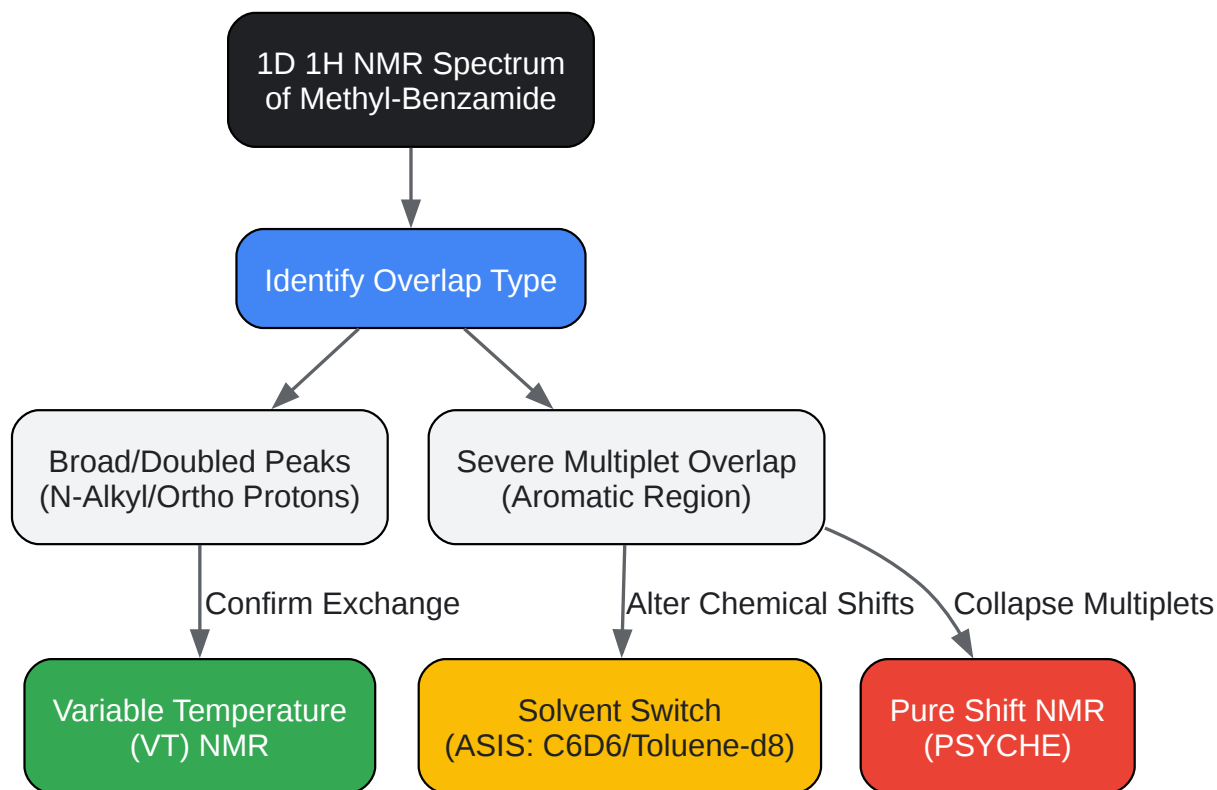 1D 1H NMR Spectrum
of Methyl-Benzamide
Identify Overlap Type
Broad/Doubled Peaks
(N-Alkyl/Ortho Protons)
Severe Multiplet Overlap
(Aromatic Region)
Confirm Exchange
Alter Chemical Shifts
Collapse Multiplets
Variable Temperature
(VT) NMR
Solvent Switch
(ASIS: C6D6/Toluene-d8)
Pure Shift NMR
(PSYCHE)